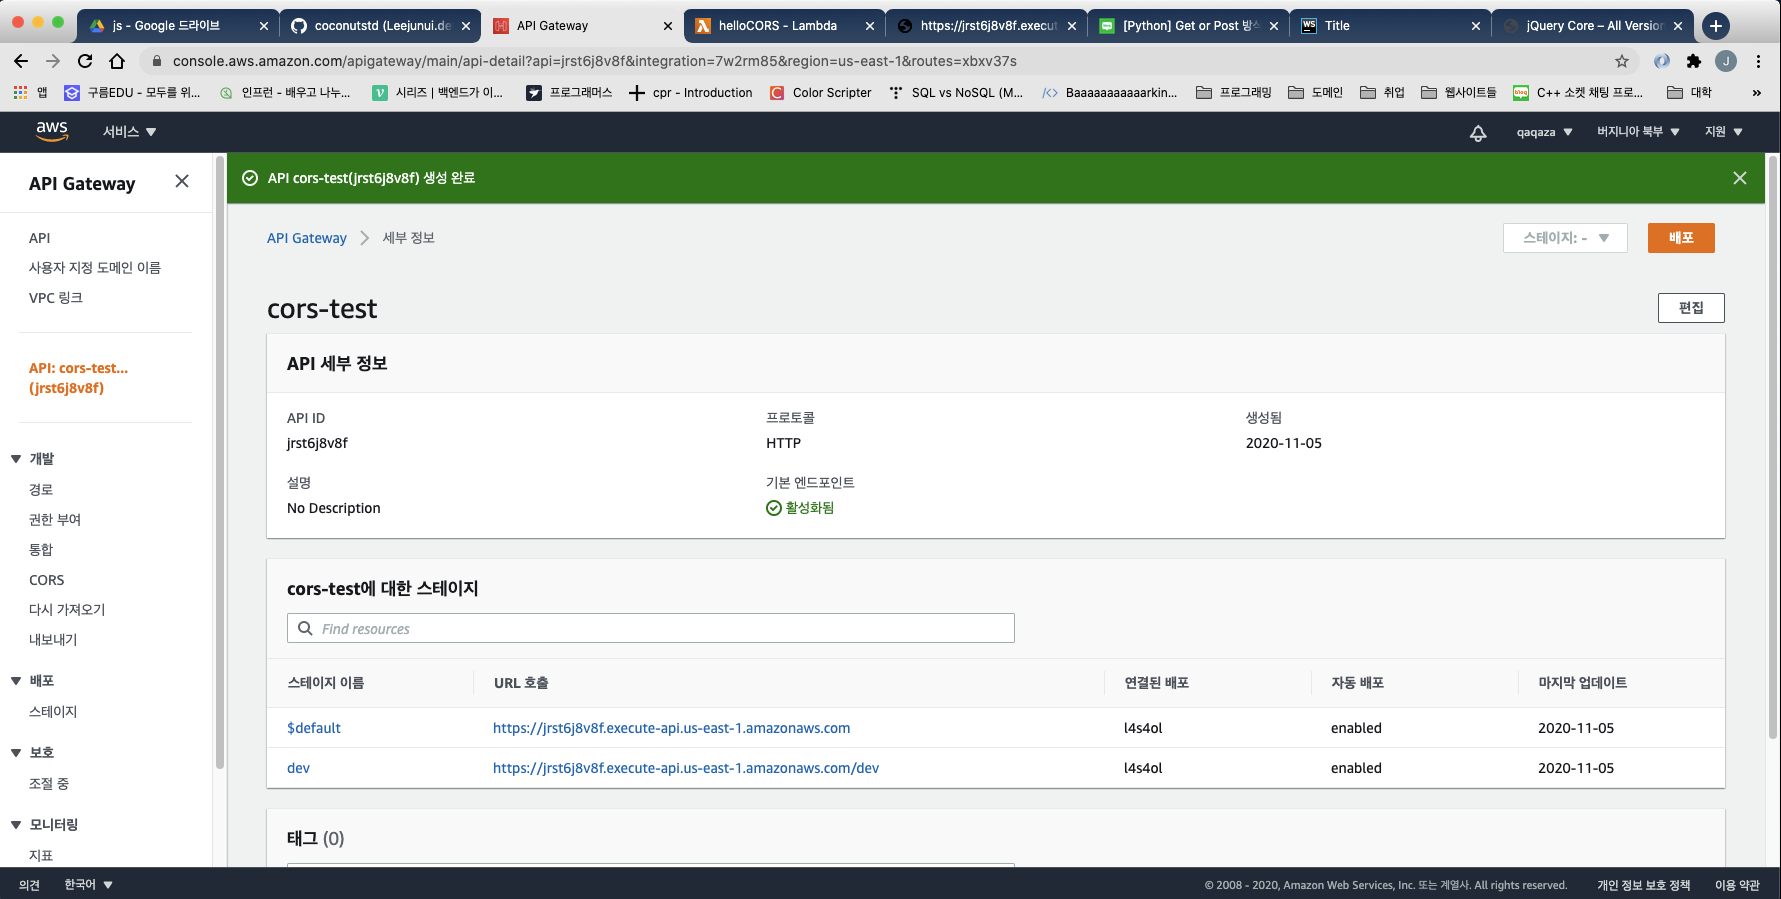 js - Google 드라이브
coconutstd (Leejunui.de
API Gateway
helloCORS - Lambda
https://jrst6j8v8f.execut
[Python] Get or Post 방식
WS Title
jQuery Core – All Version
console.aws.amazon.com/apigateway/main/api-detail?api=jrst6j8v8f&integration=7w2rm85&region=us-east-1&routes=xbxv37s
J
앱
구름EDU - 모두를 위...
인프런 - 배우고 나누...
시리즈 | 백엔드가 이...
프로그래머스
cpr - Introduction
Color Scripter
SQL vs NoSQL (M...
Baaaaaaaaaaarkin...
프로그래밍
도메인
취업
웹사이트들
C++ 소켓 채팅 프로...
대학
»
aws
서비스
qaqaza
버지니아 북부
지원
API Gateway
API cors-test(jrst6j8v8f) 생성 완료
API
사용자 지정 도메인 이름
VPC 링크
API: cors-test...
(jrst6j8v8f)
개발
경로
권한 부여
통합
CORS
다시 가져오기
내보내기
배포
스테이지
보호
조절 중
모니터링
지표
API Gateway
세부 정보
스테이지: -
배포
cors-test
편집
API 세부 정보
API ID
jrst6j8v8f
프로토콜
HTTP
생성됨
2020-11-05
설명
No Description
기본 엔드포인트
활성화됨
cors-test에 대한 스테이지
Find resources
스테이지 이름 URL 호출 연결된 배포 자동 배포 마지막 업데이트
$default https://jrst6j8v8f.execute-api.us-east-1.amazonaws.com l4s4ol enabled 2020-11-05
dev https://jrst6j8v8f.execute-api.us-east-1.amazonaws.com/dev l4s4ol enabled 2020-11-05
태그 (0)
의견
한국어
© 2008 - 2020, Amazon Web Services, Inc. 또는 계열사. All rights reserved.
개인 정보 보호 정책
이용 약관